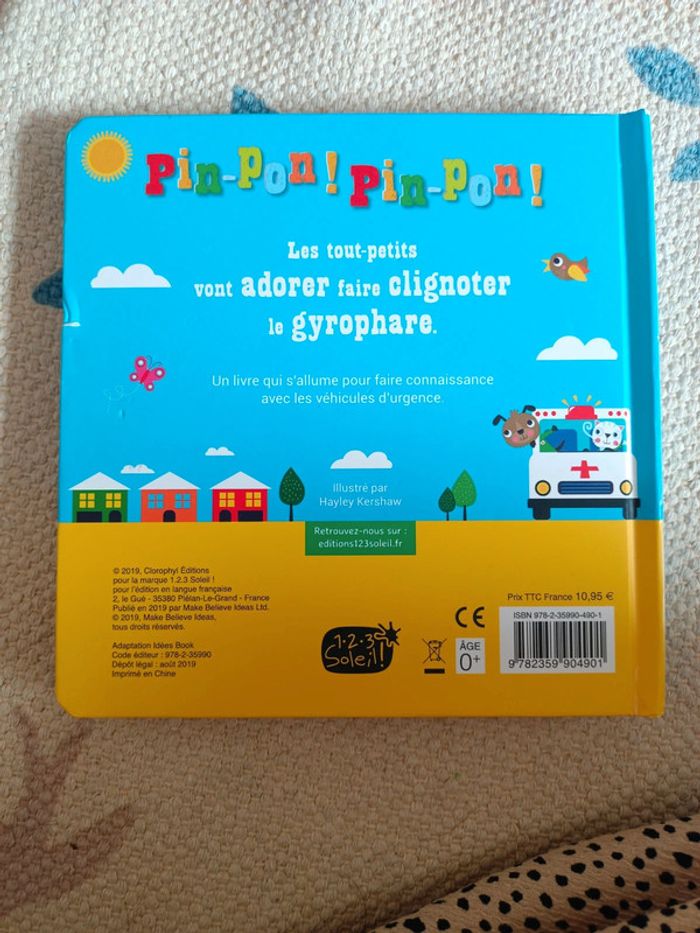 Pin-Pon! Pin-Pon!
Les tout-petits
vont adorer faire clignoter
le gyrophare.
Un livre qui s'allume pour faire connaissance
avec les véhicules d'urgence.
Illustré par
Hayley Kershaw
Retrouvez-nous sur :
editions123soleil.fr
© 2019, Clorophyl Éditions
pour la marque 1.2.3 Soleil !
pour l'édition en langue française
2, le Gué - 35380 Plélan-Le-Grand - France
Publié en 2019 par Make Believe Ideas Ltd.
© 2019, Make Believe Ideas,
tous droits réservés.
Adaptation Idées Book
Code éditeur : 978-2-35990
Dépôt légal : août 2019
Imprimé en Chine
1·2·3
Soleil!
CE
ÂGE
0+
Prix TTC France 10,95 €
ISBN 978-2-35990-490-1
9 782359 904901